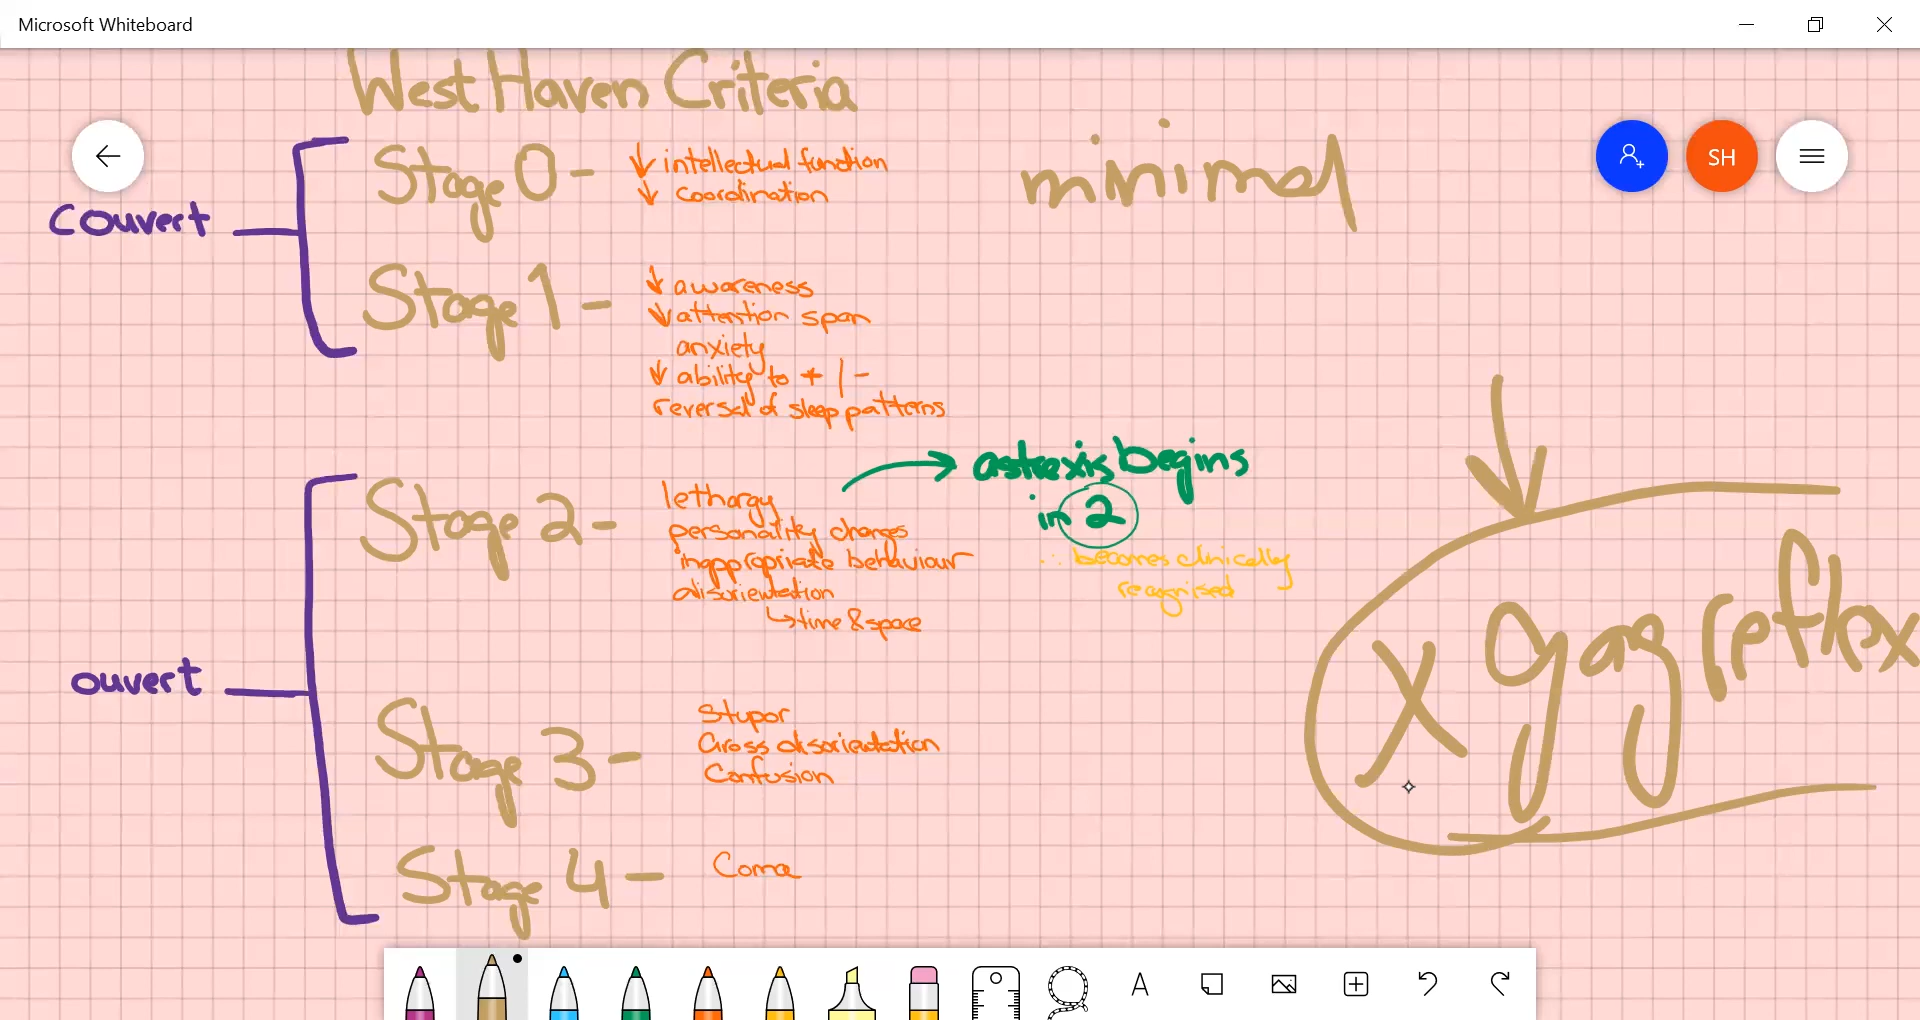 Microsoft Whiteboard
West Haven Criteria
Stage 0 - ↓ intellectual function
↓ coordination
minimal
SH
Couvert
Stage 1 - ↓ awareness
↓ attention span
anxiety
↓ ability to + / -
reversal of sleep patterns
Stage 2 - lethargy
personality changes
inappropriate behaviour
disorientation
↳ time & space
→ astrexis begins
in 2
∴ becomes clinically
recognised
x gag reflex
ouvert
Stage 3 - Stupor
Gross disorientation
Confusion
Stage 4 - Coma